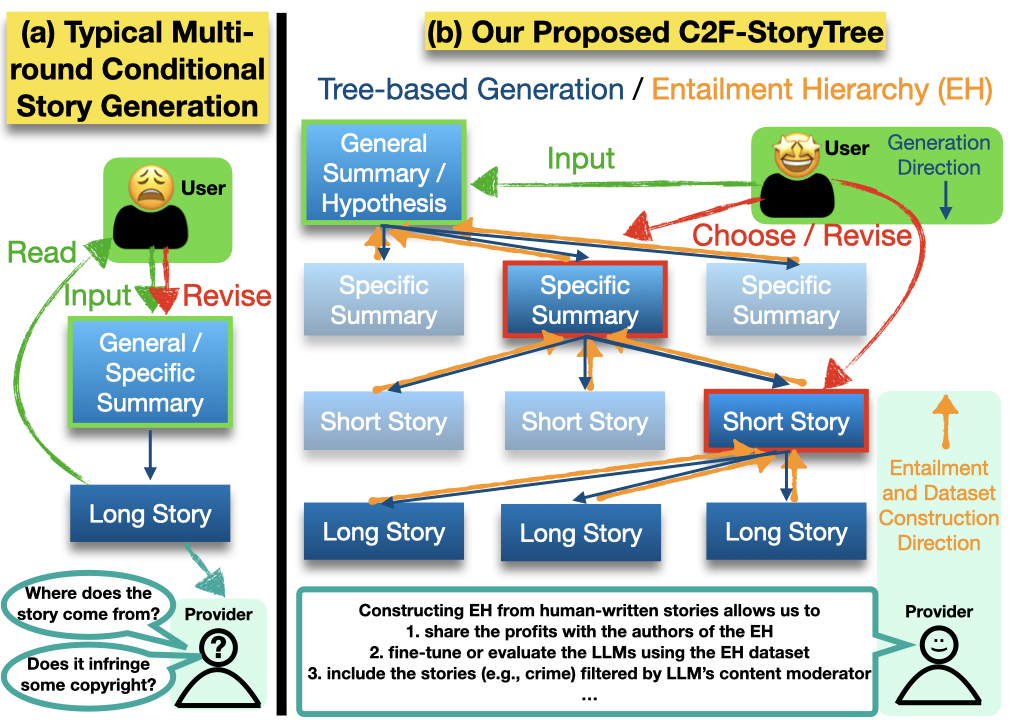 (a) Typical Multi-
round Conditional
Story Generation
User
Read
Input
Revise
General /
Specific
Summary
Long Story
Where does the
story come from?
Does it infringe
some copyright?
Provider
?
(b) Our Proposed C2F-StoryTree
Tree-based Generation / Entailment Hierarchy (EH)
General
Summary /
Hypothesis
Input
User
Generation
Direction
Choose / Revise
Specific
Summary
Specific
Summary
Specific
Summary
Short Story
Short Story
Short Story
Long Story
Long Story
Long Story
Entailment
and Dataset
Construction
Direction
Constructing EH from human-written stories allows us to
1. share the profits with the authors of the EH
2. fine-tune or evaluate the LLMs using the EH dataset
3. include the stories (e.g., crime) filtered by LLM's content moderator
...
Provider